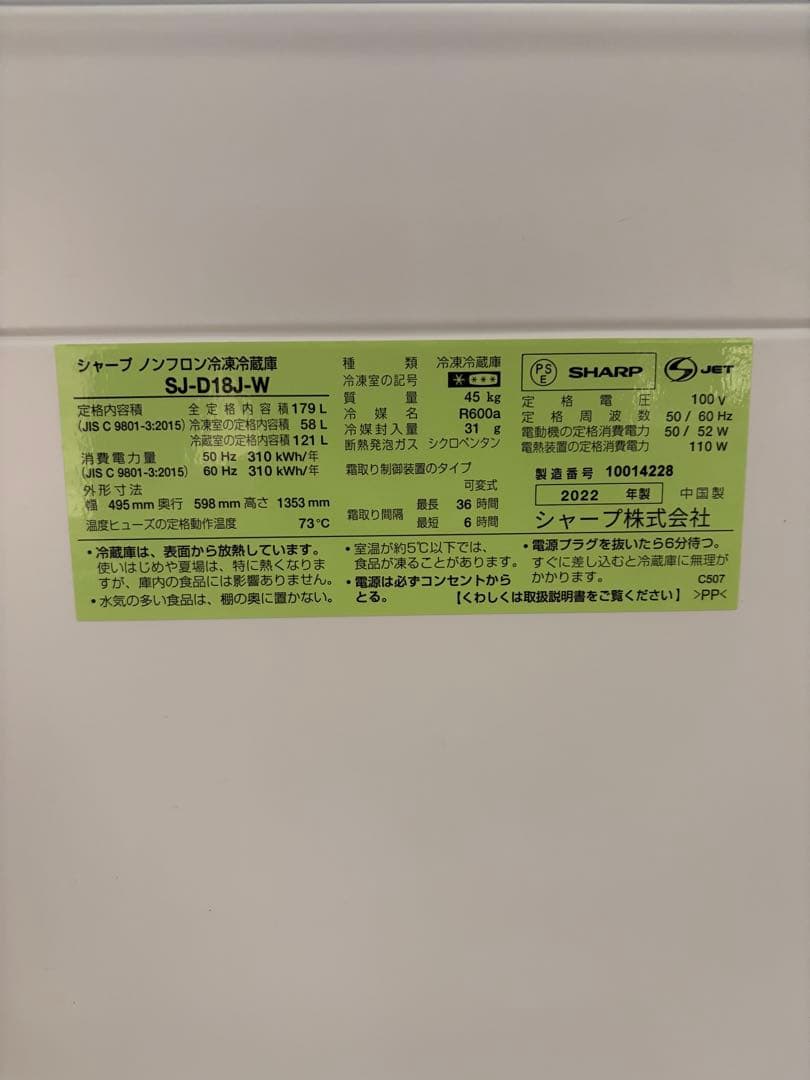 シャープ ノンフロン冷凍冷蔵庫
SJ-D18J-W
定格内容積 全定格内容積 179 L
(JIS C 9801-3:2015) 冷凍室の定格内容積 58 L
冷蔵室の定格内容積 121 L
消費電力量 50 Hz 310 kWh/年
(JIS C 9801-3:2015) 60 Hz 310 kWh/年
外形寸法
幅 495 mm 奥行 598 mm 高さ 1353 mm
温度ヒューズの定格動作温度 73℃
種類 冷凍冷蔵庫
冷凍室の記号 ****
質量 45 kg
冷媒名 R600a
冷媒封入量 31 g
断熱発泡ガス シクロペンタン
霜取り制御装置のタイプ
可変式
霜取り間隔 最長 36 時間
最短 6 時間
PSE SHARP JET
定格電圧 100 V
定格周波数 50 / 60 Hz
電動機の定格消費電力 50 / 52 W
電熱装置の定格消費電力 110 W
製造番号 10014228
2022 年製 中国製
シャープ株式会社
・冷蔵庫は、表面から放熱しています。
使いはじめや夏場は、特に熱くなりま
すが、庫内の食品には影響ありません。
・水気の多い食品は、棚の奥に置かない。
・室温が約5℃以下では、
食品が凍ることがあります。
・電源は必ずコンセントから
とる。
・電源プラグを抜いたら6分待つ。
すぐに差し込むと冷蔵庫に無理が
かかります。 C507
【くわしくは取扱説明書をご覧ください】 >PP<